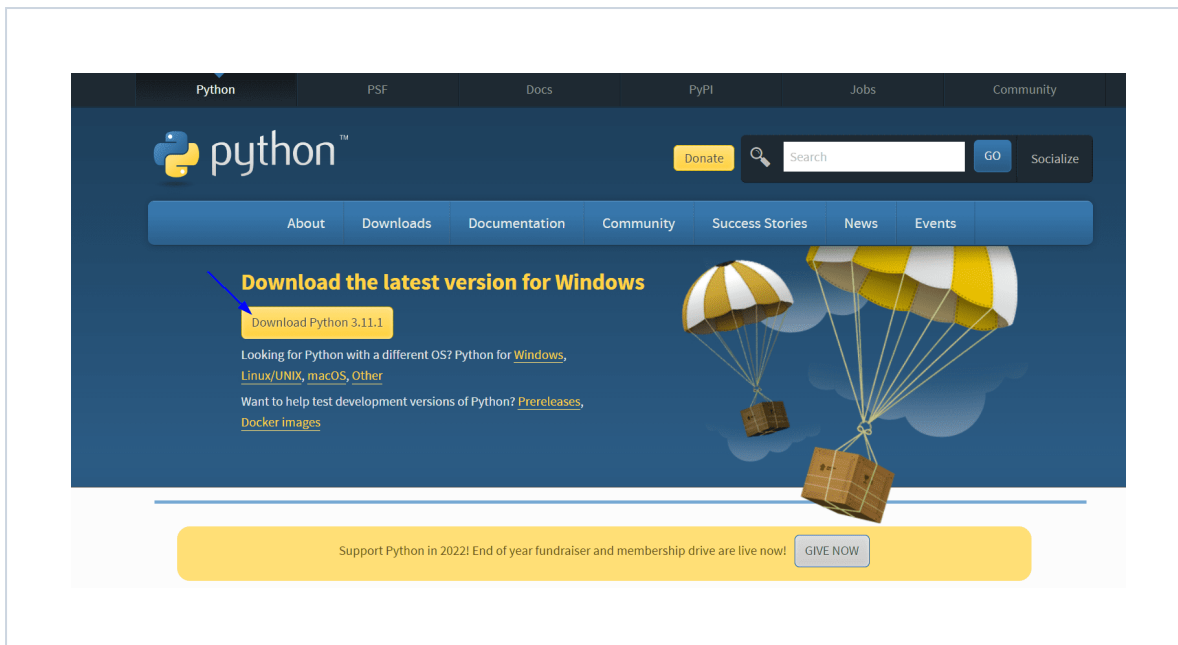 Python PSF Docs PyPI Jobs Community
python™
Donate Search GO Socialize
About Downloads Documentation Community Success Stories News Events
Download the latest version for Windows
Download Python 3.11.1
Looking for Python with a different OS? Python for Windows,
Linux/UNIX, macOS, Other
Want to help test development versions of Python? Prereleases,
Docker images
Support Python in 2022! End of year fundraiser and membership drive are live now! GIVE NOW